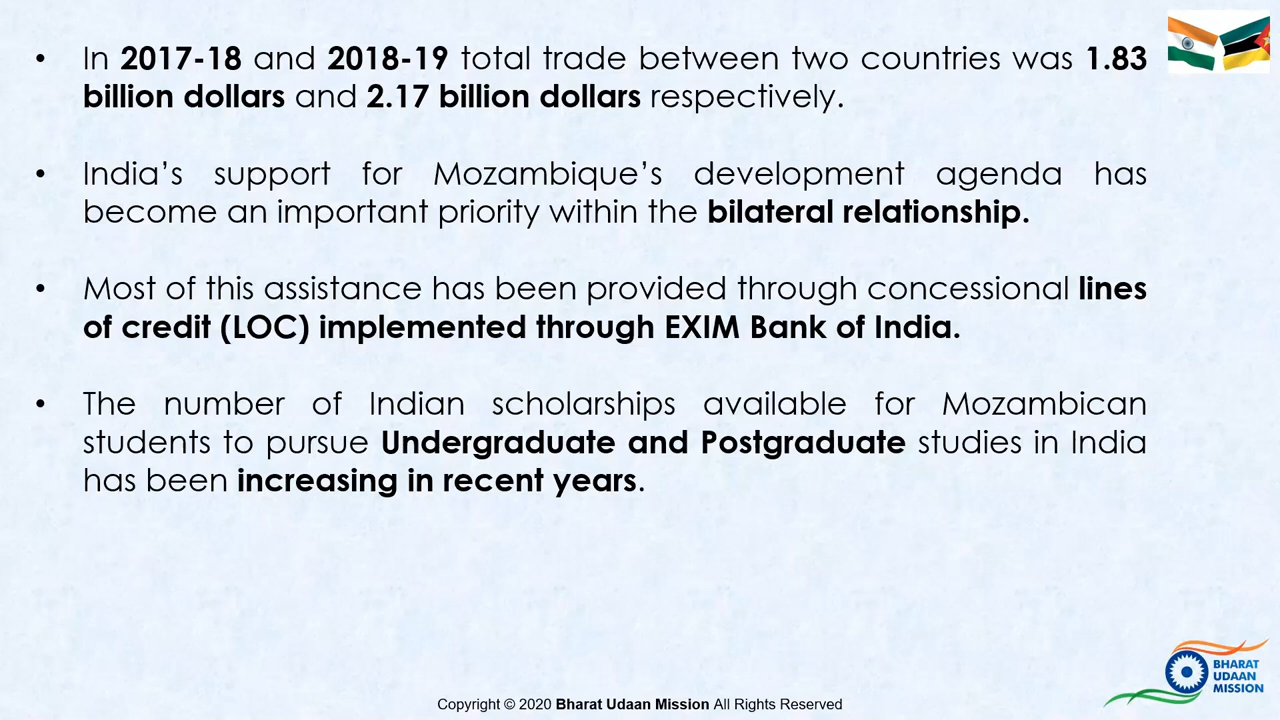 • In 2017-18 and 2018-19 total trade between two countries was 1.83
billion dollars and 2.17 billion dollars respectively.
• India’s support for Mozambique’s development agenda has
become an important priority within the bilateral relationship.
• Most of this assistance has been provided through concessional lines
of credit (LOC) implemented through EXIM Bank of India.
• The number of Indian scholarships available for Mozambican
students to pursue Undergraduate and Postgraduate studies in India
has been increasing in recent years.
BHARAT
UDAAN
MISSION
Copyright © 2020 Bharat Udaan Mission All Rights Reserved